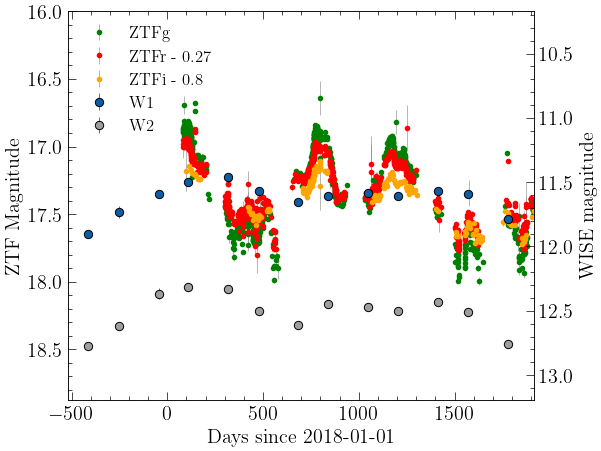 ZTFg
ZTFr - 0.27
ZTFi - 0.8
W1
W2
16.0
16.5
17.0
17.5
18.0
18.5
ZTF Magnitude
10.5
11.0
11.5
12.0
12.5
13.0
WISE magnitude
−500
0
500
1000
1500
Days since 2018-01-01